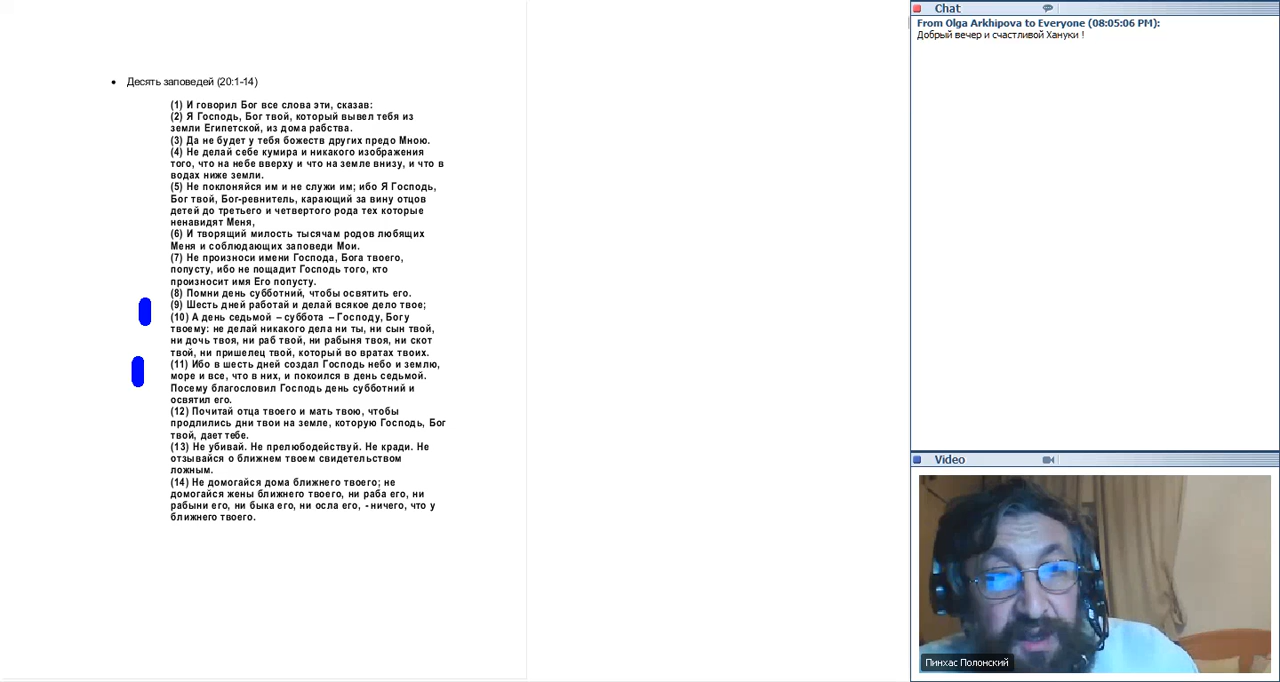 Десять заповедей (20:1-14)
(1) И говорил Бог все слова эти, сказав:
(2) Я Господь, Бог твой, который вывел тебя из
земли Египетской, из дома рабства.
(3) Да не будет у тебя божеств других предо Мною.
(4) Не делай себе кумира и никакого изображения
того, что на небе вверху и что на земле внизу, и что в
водах ниже земли.
(5) Не поклоняйся им и не служи им; ибо Я Господь,
Бог твой, Бог-ревнитель, карающий за вину отцов
детей до третьего и четвертого рода тех которые
ненавидят Меня,
(6) И творящий милость тысячам родов любящих
Меня и соблюдающих заповеди Мои.
(7) Не произноси имени Господа, Бога твоего,
попусту, ибо не пощадит Господь того, кто
произносит имя Его попусту.
(8) Помни день субботний, чтобы освятить его.
(9) Шесть дней работай и делай всякое дело твое;
(10) А день седьмой – суббота – Господу, Богу
твоему: не делай никакого дела ни ты, ни сын твой,
ни дочь твоя, ни раб твой, ни рабыня твоя, ни скот
твой, ни пришелец твой, который во вратах твоих.
(11) Ибо в шесть дней создал Господь небо и землю,
море и все, что в них, и покоился в день седьмой.
Посему благословил Господь день субботний и
освятил его.
(12) Почитай отца твоего и мать твою, чтобы
продлились дни твои на земле, которую Господь, Бог
твой, дает тебе.
(13) Не убивай. Не прелюбодействуй. Не кради. Не
отзывайся о ближнем твоем свидетельством
ложным.
(14) Не домогайся дома ближнего твоего; не
домогайся жены ближнего твоего, ни раба его, ни
рабыни его, ни быка его, ни осла его, - ничего, что у
ближнего твоего.
Chat
From Olga Arkhipova to Everyone (08:05:06 PM):
Добрый вечер и счастливой Хануки !
Video
Пинхас Полонский